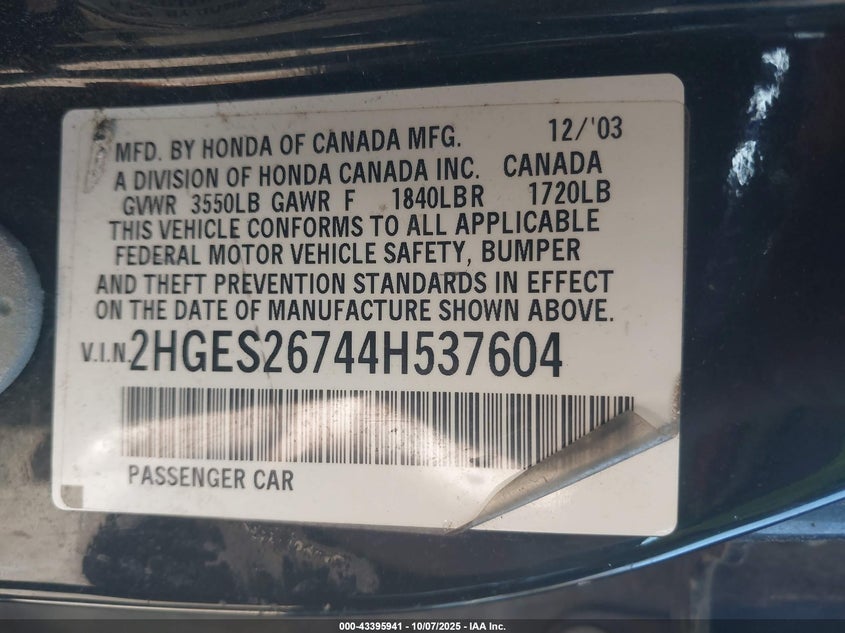 MFD. BY HONDA OF CANADA MFG. 12/'03
A DIVISION OF HONDA CANADA INC. CANADA
GVWR 3550LB GAWR F 1840LB R 1720LB
THIS VEHICLE CONFORMS TO ALL APPLICABLE
FEDERAL MOTOR VEHICLE SAFETY, BUMPER
AND THEFT PREVENTION STANDARDS IN EFFECT
ON THE DATE OF MANUFACTURE SHOWN ABOVE.
V.I.N. 2HGES26744H537604
PASSENGER CAR
000-43395941 - 10/07/2025 - IAA Inc.